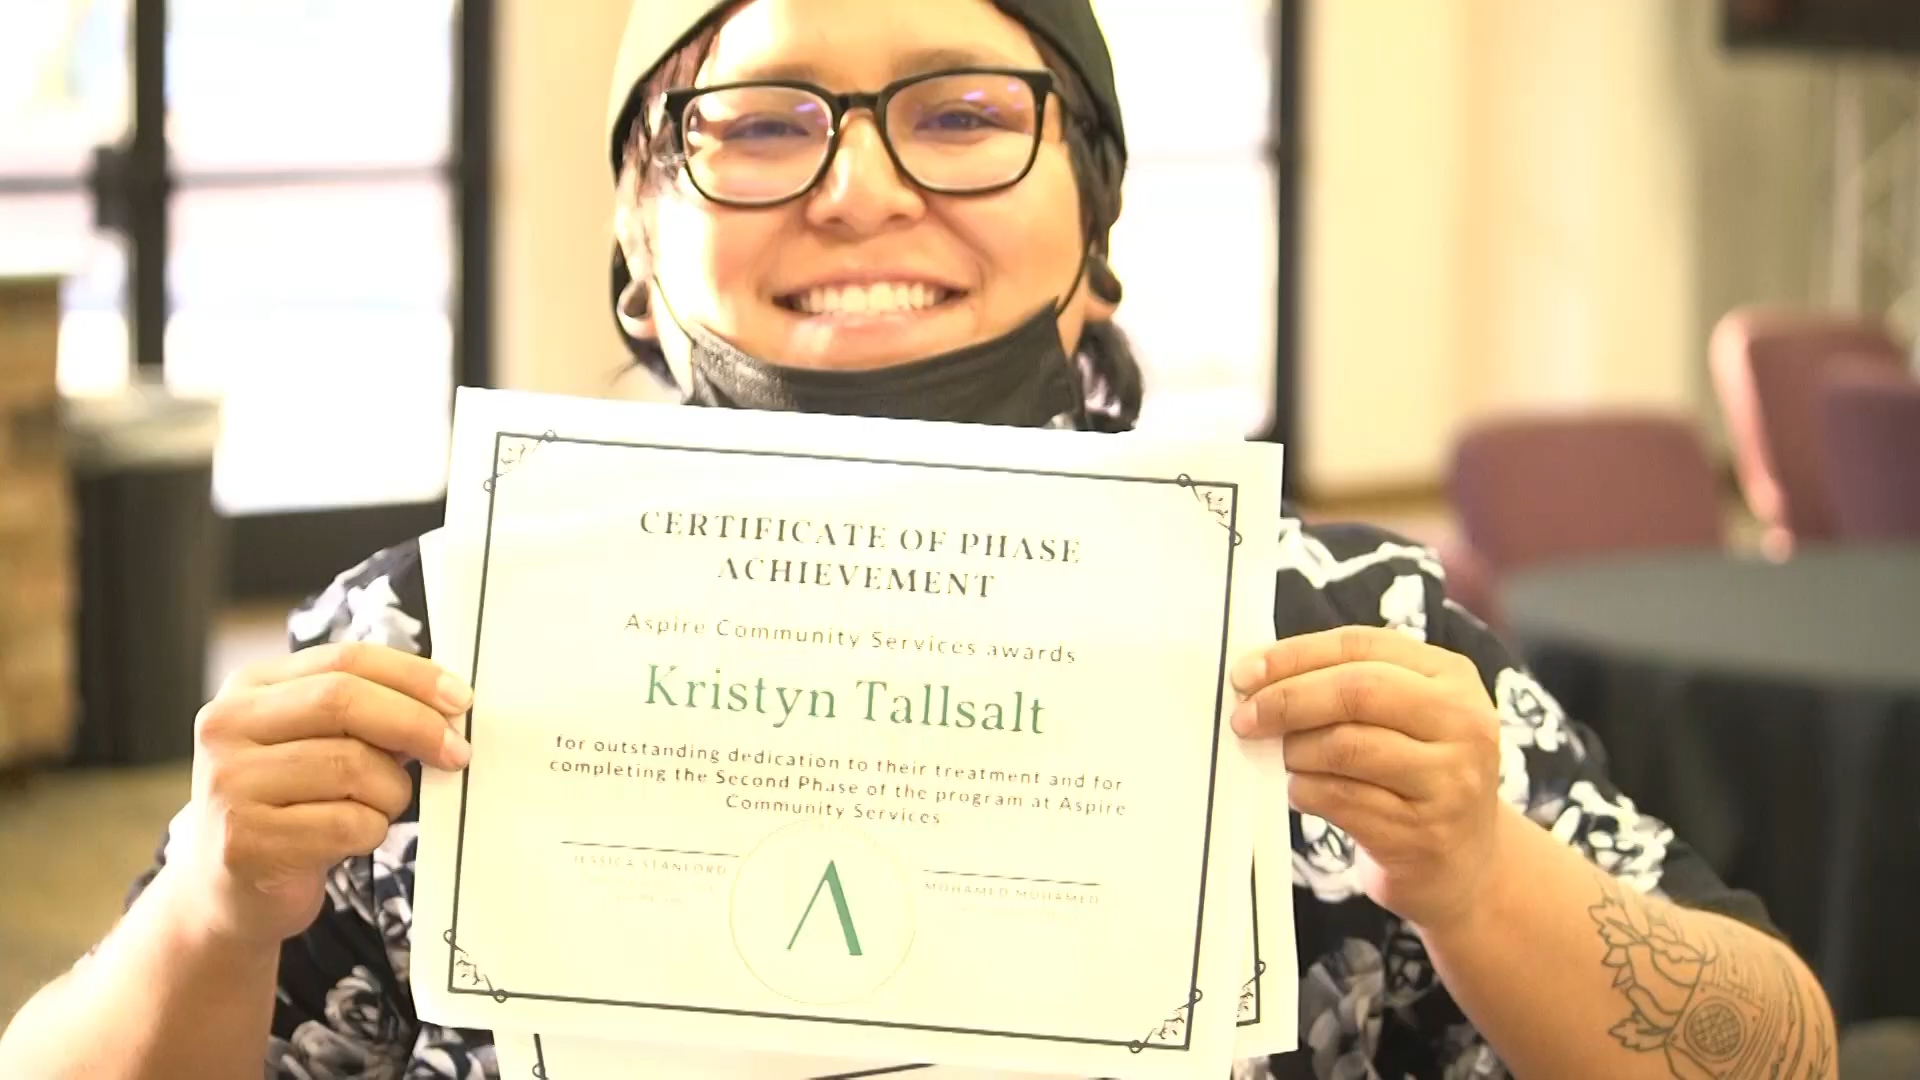 CERTIFICATE OF PHASE
ACHIEVEMENT
Aspire Community Services awards
Kristyn Tallsalt
for outstanding dedication to their treatment and for
completing the Second Phase of the program at Aspire
Community Services
JESSICA STANFORD
MOHAMED MOHAMED